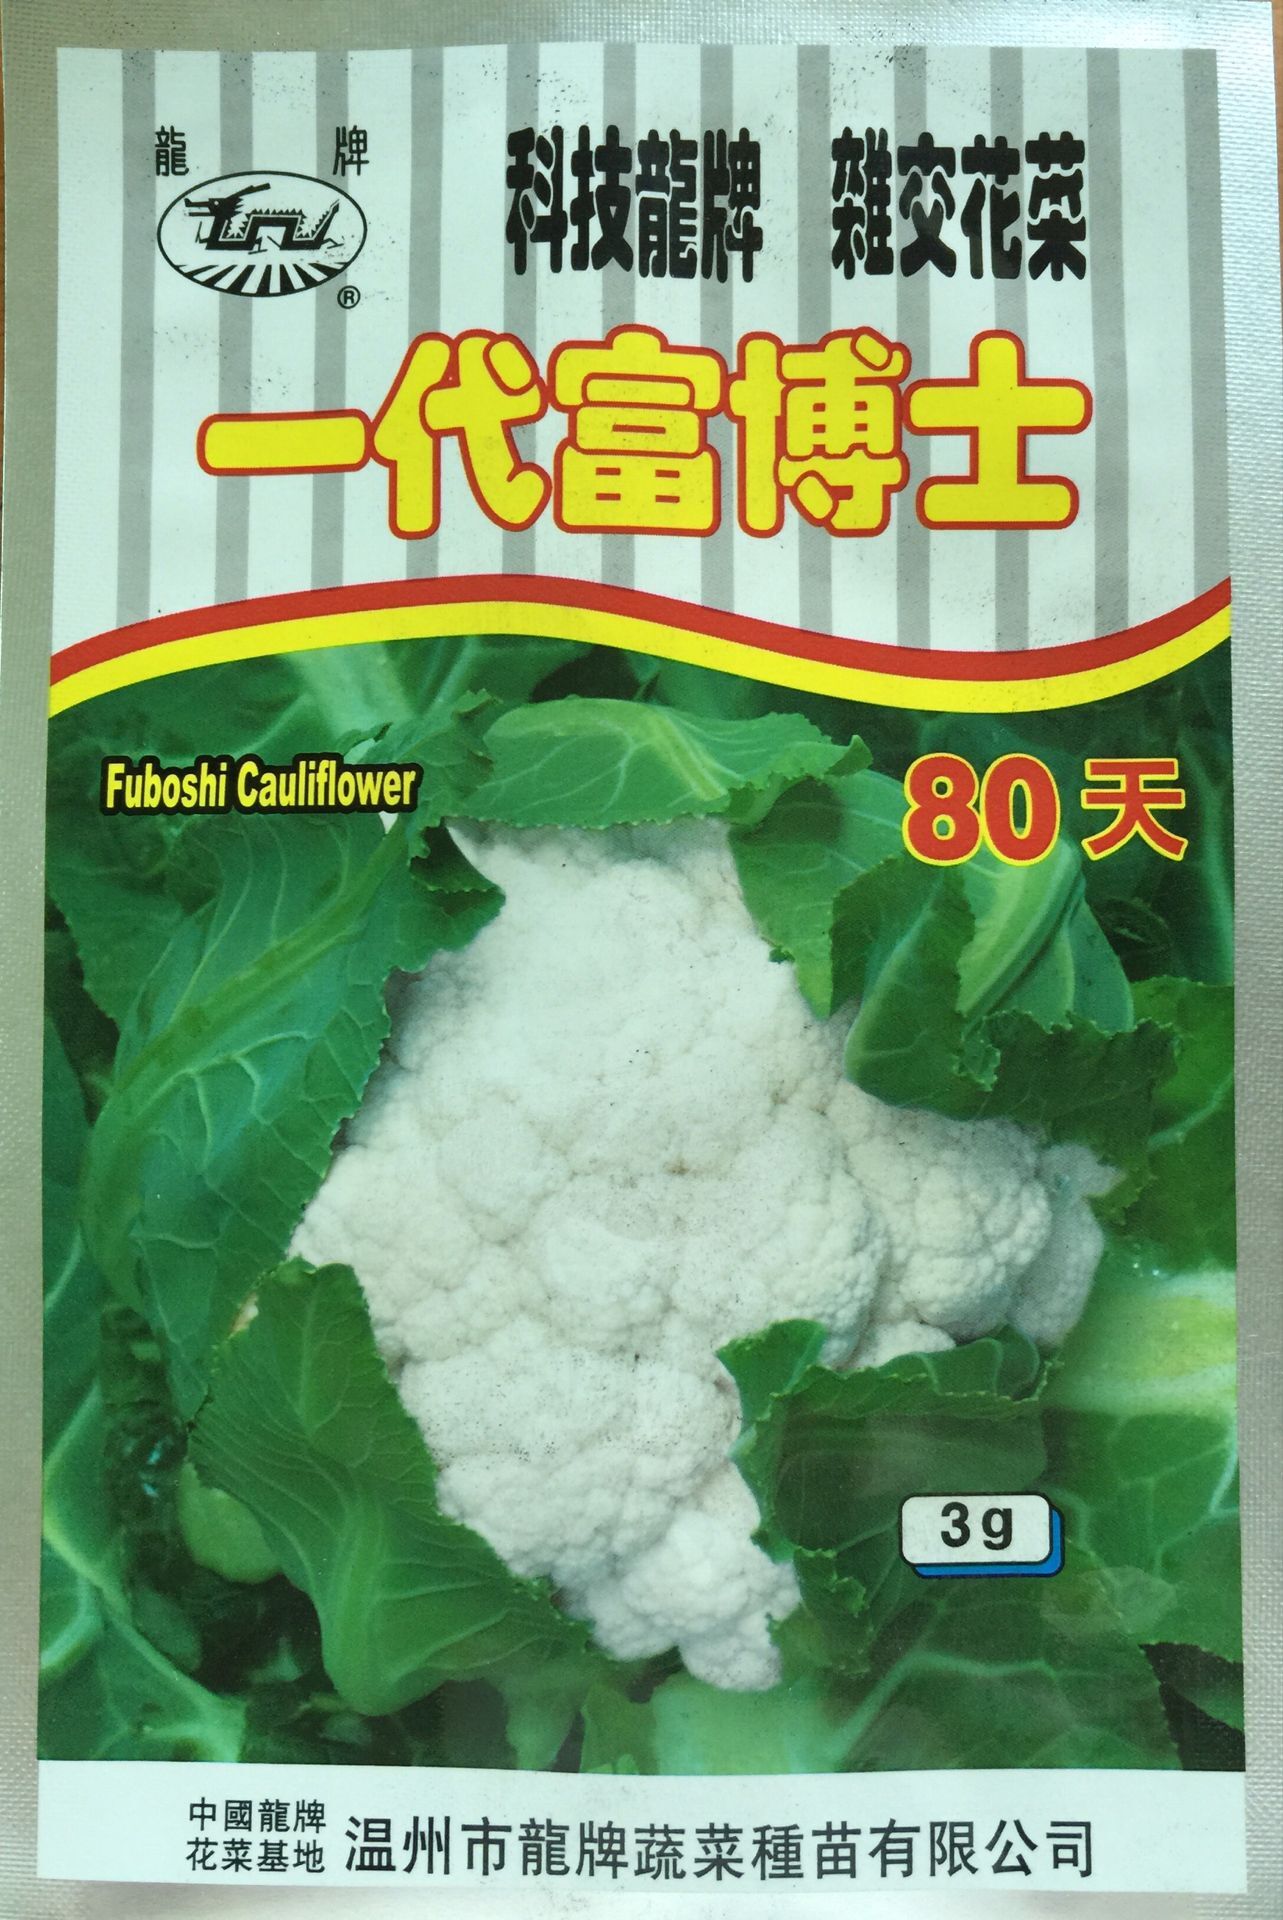 龍牌
®
科技龍牌 雜交花菜
一代富博士
Fuboshi Cauliflower
80天
3g
中國龍牌
花菜基地
温州市龍牌蔬菜種苗有限公司